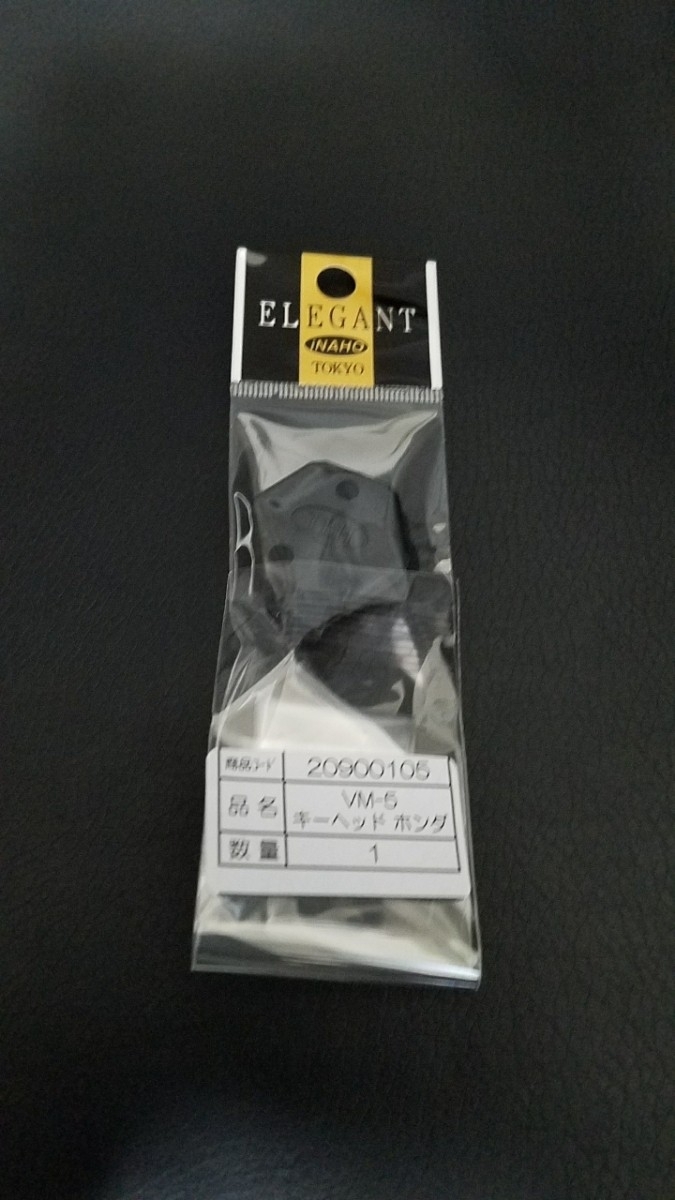 ELEGANT
INAHO
TOKYO
商品コード 20900105
品名 VM-5
キーヘッド ホンダ
数量 1